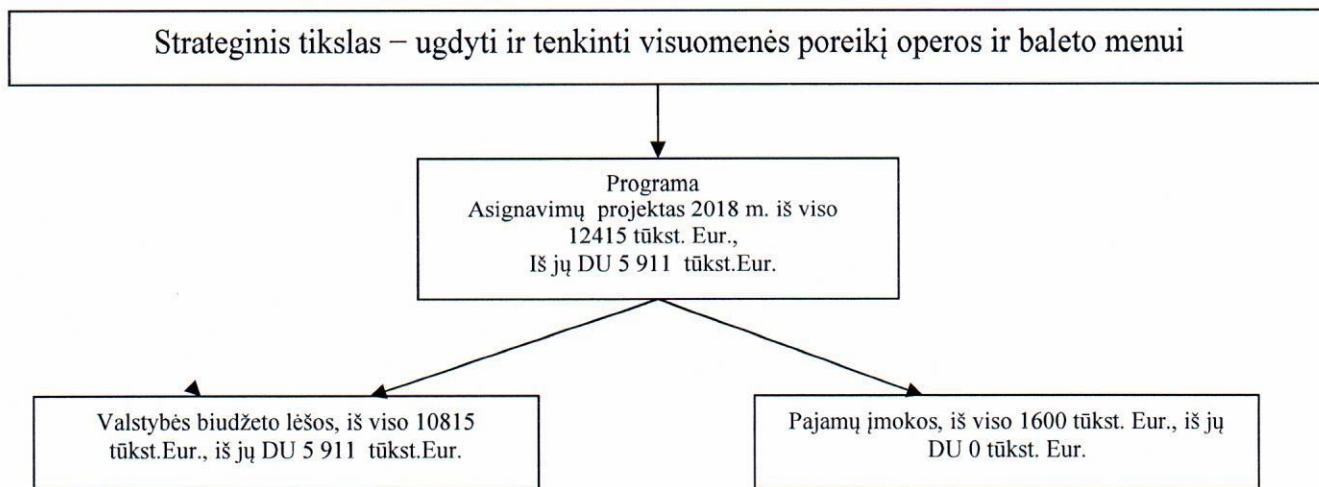 Strateginis tikslas – ugdyti ir tenkinti visuomenės poreikį operos ir baleto menui
Programa
Asignavimų projektas 2018 m. iš viso
12415 tūkst. Eur.,
Iš jų DU 5 911 tūkst.Eur.
Valstybės biudžeto lėšos, iš viso 10815
tūkst.Eur., iš jų DU 5 911 tūkst.Eur.
Pajamų įmokos, iš viso 1600 tūkst. Eur., iš jų
DU 0 tūkst. Eur.